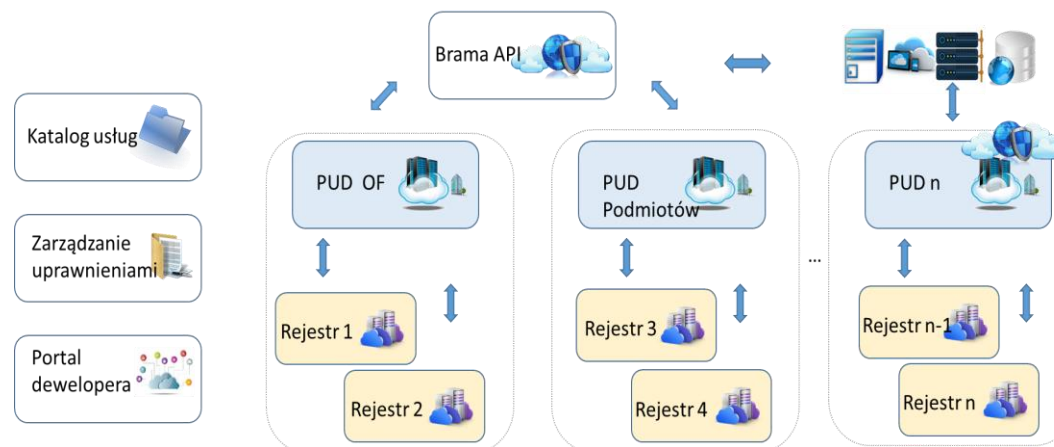 Brama API
Katalog usług
Zarządzanie
uprawnieniami
Portal
dewelopera
PUD OF
Rejestr 1
Rejestr 2
PUD
Podmiotów
Rejestr 3
Rejestr 4
...
PUD n
Rejestr n-1
Rejestr n